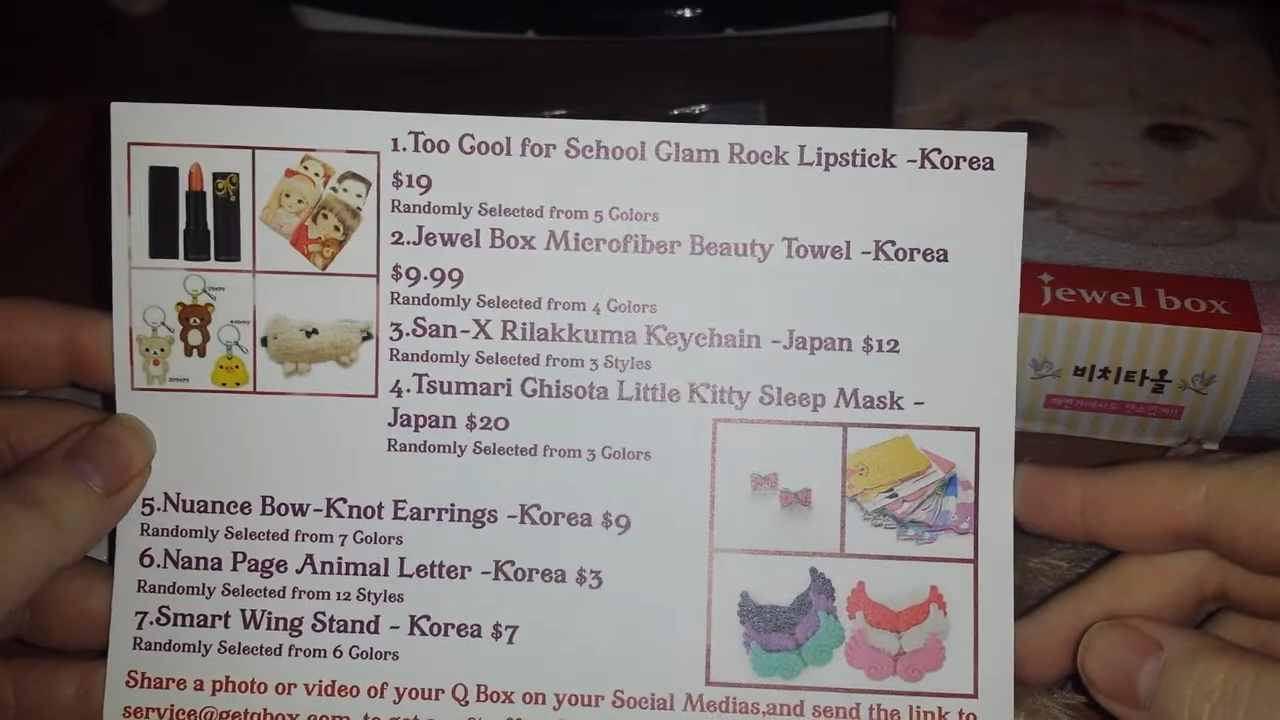 1.Too Cool for School Glam Rock Lipstick -Korea
$19
Randomly Selected from 5 Colors
2.Jewel Box Microfiber Beauty Towel -Korea
$9.99
Randomly Selected from 4 Colors
3.San-X Rilakkuma Keychain -Japan $12
Randomly Selected from 3 Styles
4.Tsumari Ghisota Little Kitty Sleep Mask -
Japan $20
Randomly Selected from 3 Colors
5.Nuance Bow-Knot Earrings -Korea $9
Randomly Selected from 7 Colors
6.Nana Page Animal Letter -Korea $3
Randomly Selected from 12 Styles
7.Smart Wing Stand - Korea $7
Randomly Selected from 6 Colors
Share a photo or video of your Q Box on your Social Medias,and send the link to
service@getqbox.com
jewel box
비치타올